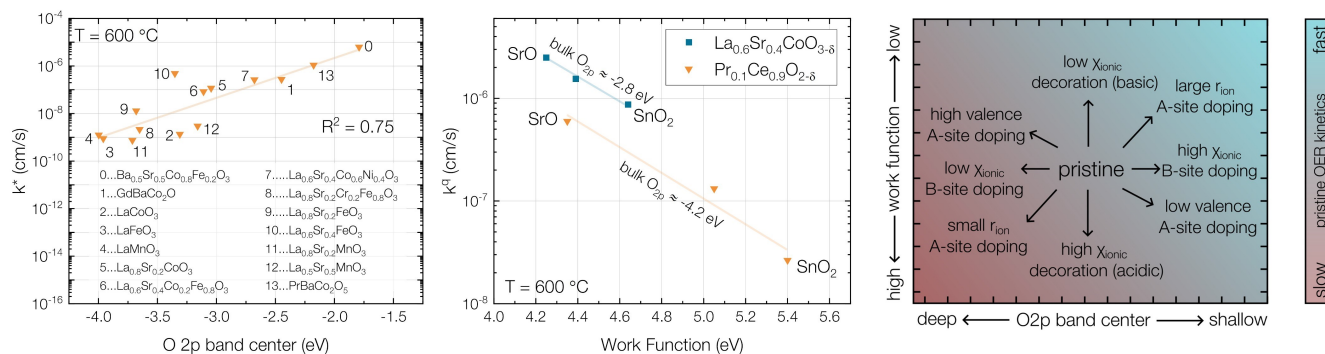 T = 600 °C
k* (cm/s)
10⁻⁴
10⁻⁶
10⁻⁸
10⁻¹⁰
10⁻¹²
10⁻¹⁴
10⁻¹⁶
0
13
10
7
1
5
6
9
8
12
2
4
3
11
R² = 0.75
0...Ba₀.₅Sr₀.₅Co₀.₈Fe₀.₂O₃
1...GdBaCo₂O
2...LaCoO₃
3...LaFeO₃
4...LaMnO₃
5...La₀.₈Sr₀.₂CoO₃
6...La₀.₆Sr₀.₄Co₀.₂Fe₀.₈O₃
7.....La₀.₆Sr₀.₄Co₀.₆Ni₀.₄O₃
8.....La₀.₈Sr₀.₂Cr₀.₂Fe₀.₈O₃
9.....La₀.₈Sr₀.₂FeO₃
10...La₀.₆Sr₀.₄FeO₃
11...La₀.₈Sr₀.₂MnO₃
12...La₀.₅Sr₀.₅MnO₃
13...PrBaCo₂O₅
-4.0 -3.5 -3.0 -2.5 -2.0 -1.5
O 2p band center (eV)
kq (cm/s)
10⁻⁶
10⁻⁷
10⁻⁸
La₀.₆Sr₀.₄CoO₃₋δ
Pr₀.₁Ce₀.₉O₂₋δ
SrO
bulk O₂ₚ ≈ -2.8 eV
SnO₂
SrO
bulk O₂ₚ ≈ -4.2 eV
SnO₂
T = 600 °C
4.0 4.2 4.4 4.6 4.8 5.0 5.2 5.4 5.6
Work Function (eV)
high ← work function → low
low χionic
decoration (basic)
large rion
A-site doping
high valence
A-site doping
low χionic
B-site doping
pristine
high χionic
B-site doping
small rion
A-site doping
low valence
A-site doping
high χionic
decoration (acidic)
deep ← O2p band center → shallow
slow
pristine OER kinetics
fast